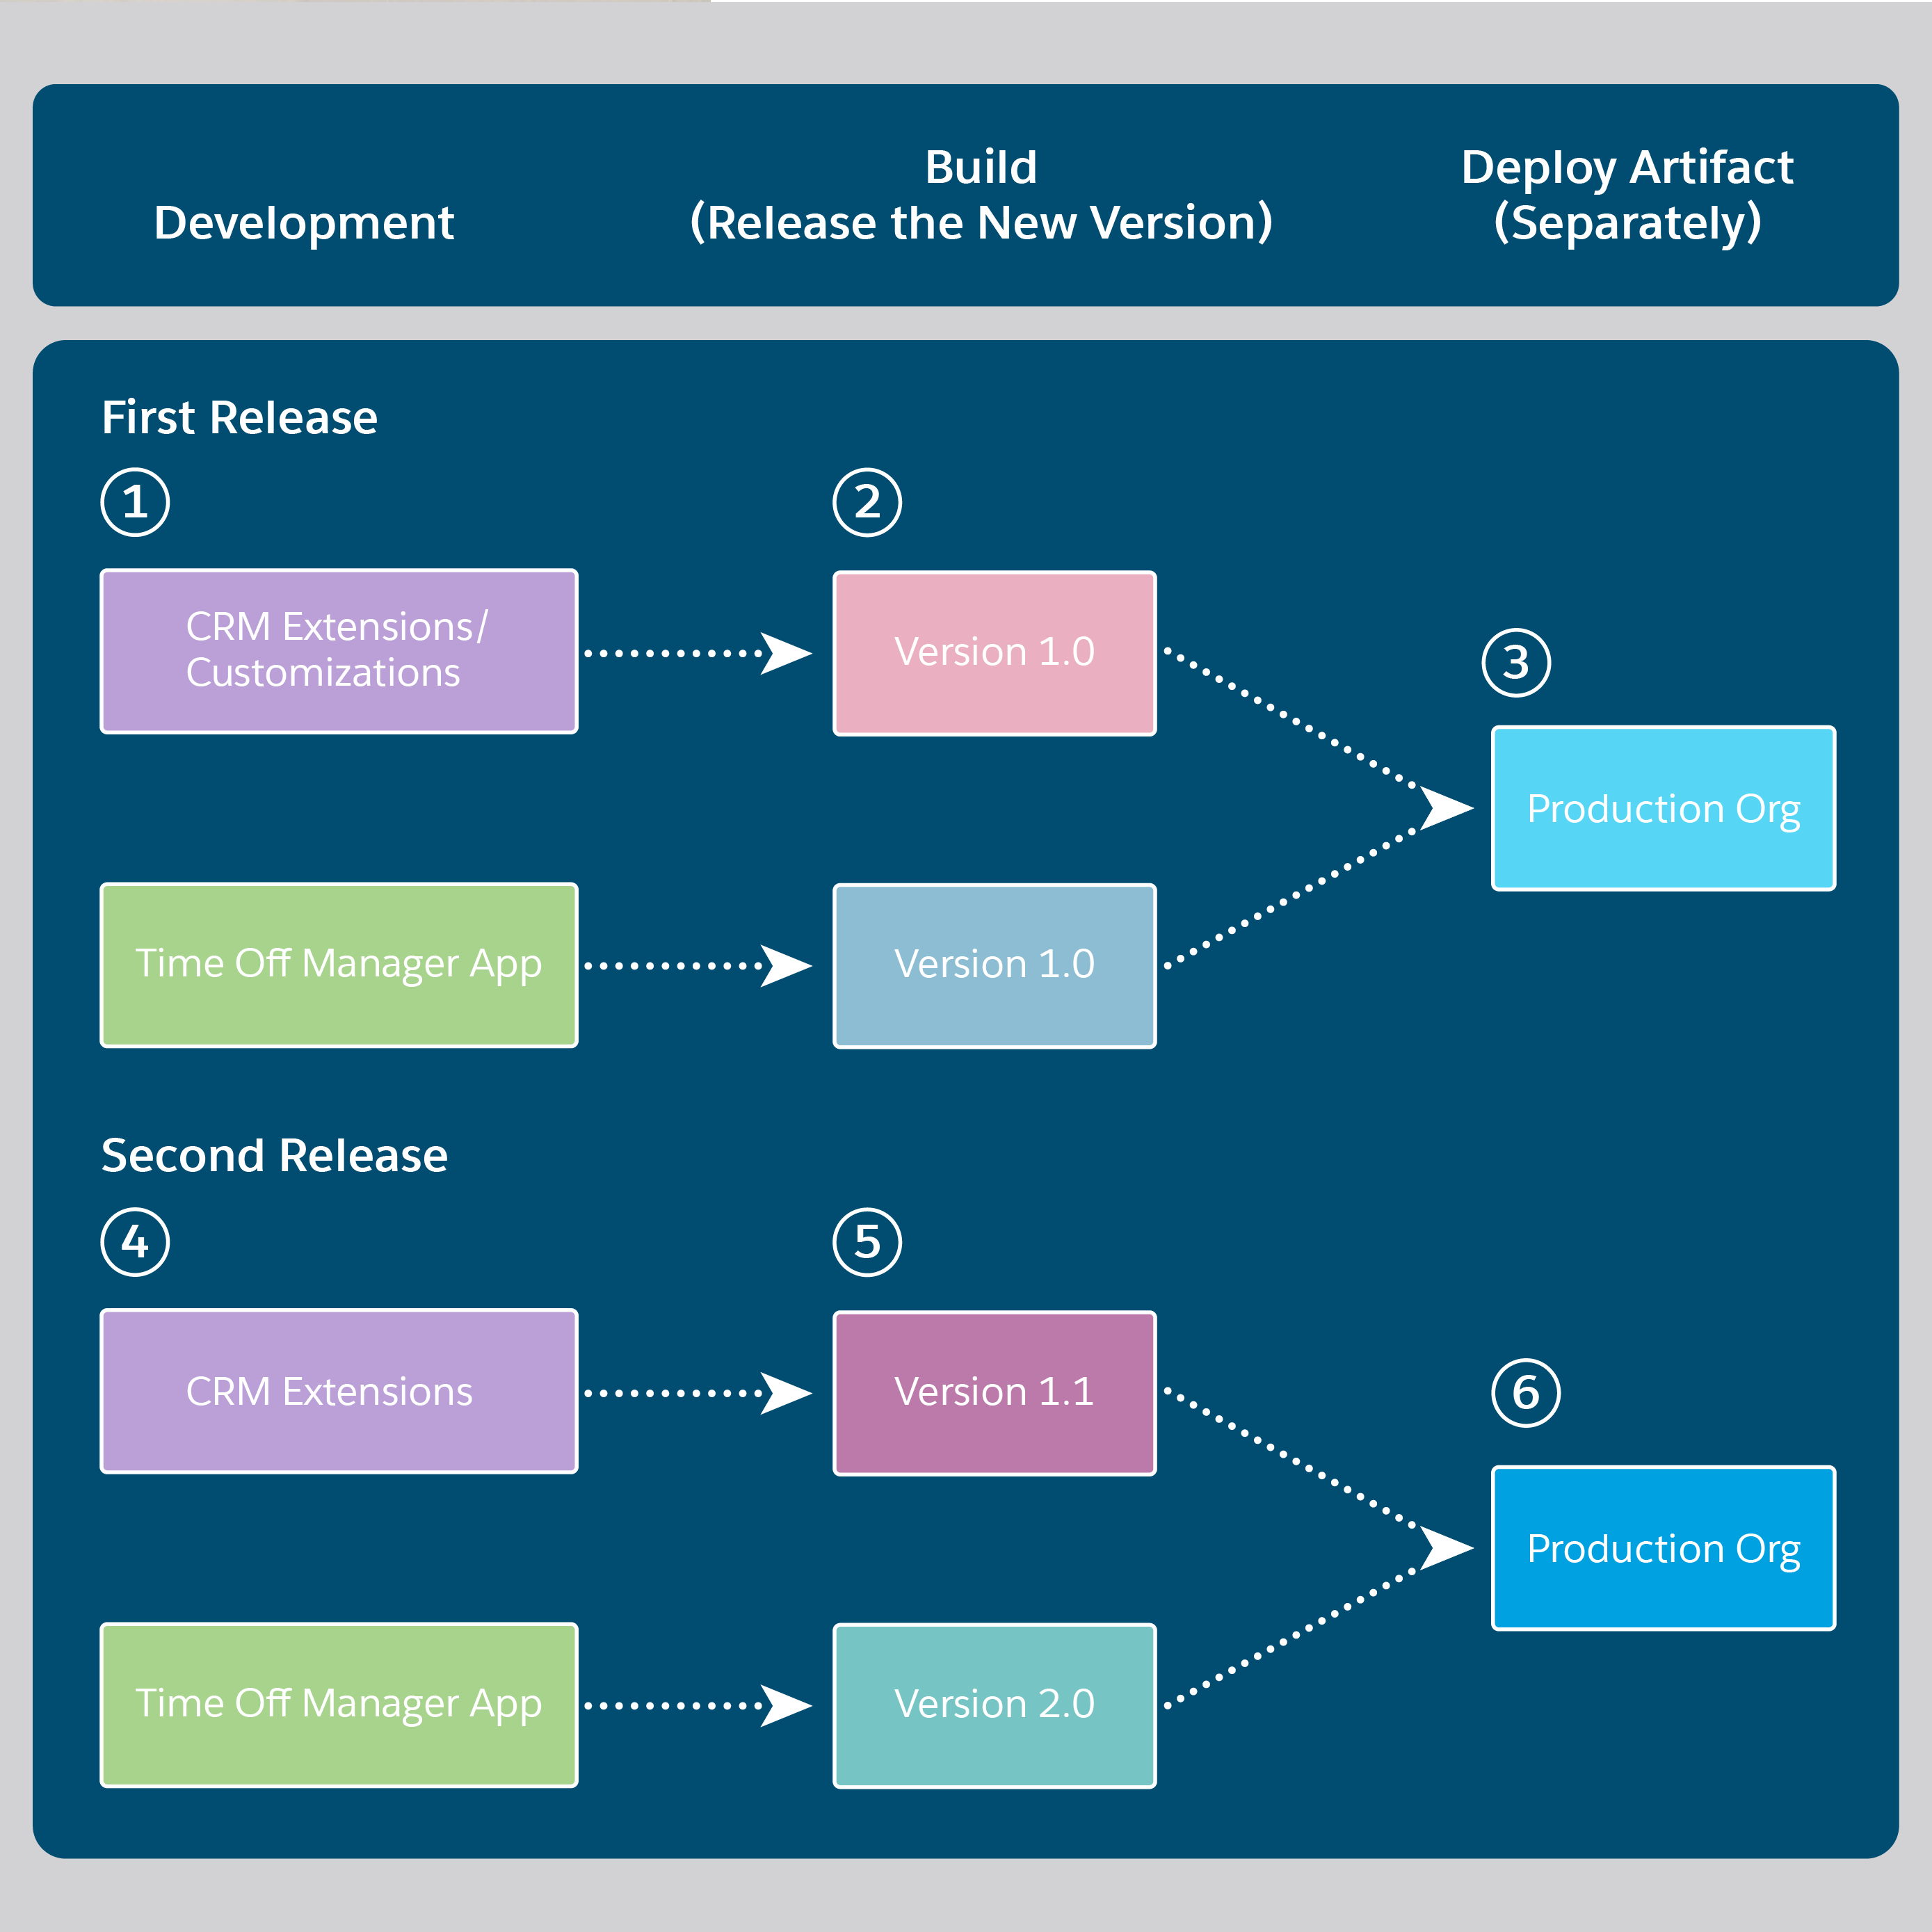 Development
Build
(Release the New Version)
Deploy Artifact
(Separately)
First Release
1
2
CRM Extensions/
Customizations
Version 1.0
3
Production Org
Time Off Manager App
Version 1.0
Second Release
4
5
CRM Extensions
Version 1.1
6
Production Org
Time Off Manager App
Version 2.0